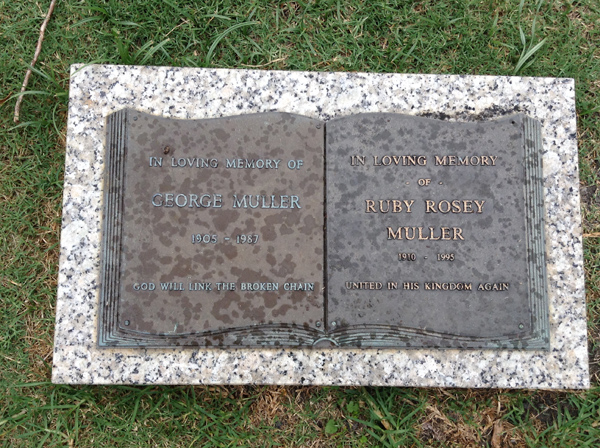 IN LOVING MEMORY OF
GEORGE MULLER
1905 - 1987
GOD WILL LINK THE BROKEN CHAIN
IN LOVING MEMORY
- OF -
RUBY ROSEY
MULLER
1910 - 1995
UNITED IN HIS KINGDOM AGAIN